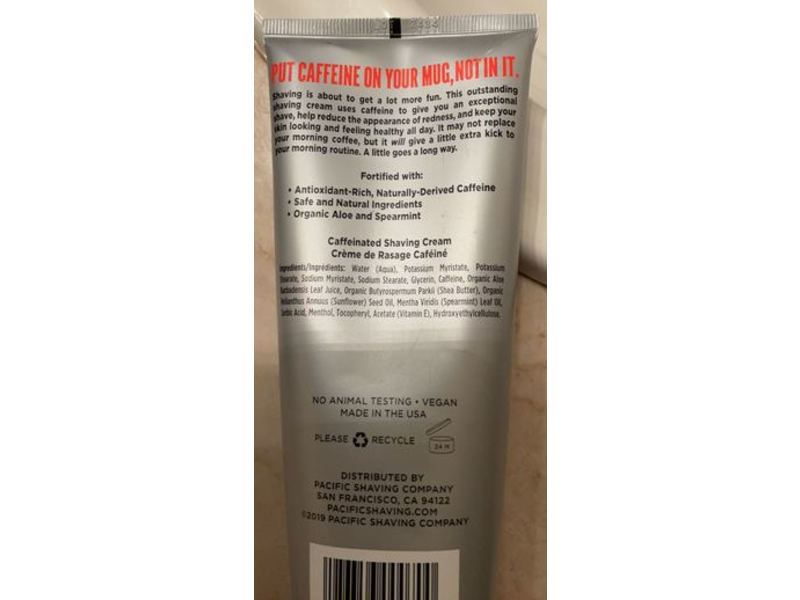 PUT CAFFEINE ON YOUR MUG, NOT IN IT.
Shaving is about to get a lot more fun. This outstanding
shaving cream uses caffeine to give you an exceptional
shave, help reduce the appearance of redness, and keep your
skin looking and feeling healthy all day. It may not replace
your morning coffee, but it will give a little extra kick to
your morning routine. A little goes a long way.
Fortified with:
• Antioxidant-Rich, Naturally-Derived Caffeine
• Safe and Natural Ingredients
• Organic Aloe and Spearmint
Caffeinated Shaving Cream
Crème de Rasage Caféiné
Ingredients/Ingrédients: Water (Aqua), Potassium Myristate, Potassium
Stearate, Sodium Myristate, Sodium Stearate, Glycerin, Caffeine, Organic Aloe
Barbadensis Leaf Juice, Organic Butyrospermum Parkii (Shea Butter), Organic
Helianthus Annuus (Sunflower) Seed Oil, Mentha Viridis (Spearmint) Leaf Oil,
Sorbic Acid, Menthol, Tocopheryl, Acetate (Vitamin E), Hydroxyethylcellulose.
NO ANIMAL TESTING • VEGAN
MADE IN THE USA
PLEASE RECYCLE
24 M
DISTRIBUTED BY
PACIFIC SHAVING COMPANY
SAN FRANCISCO, CA 94122
PACIFICSHAVING.COM
©2019 PACIFIC SHAVING COMPANY